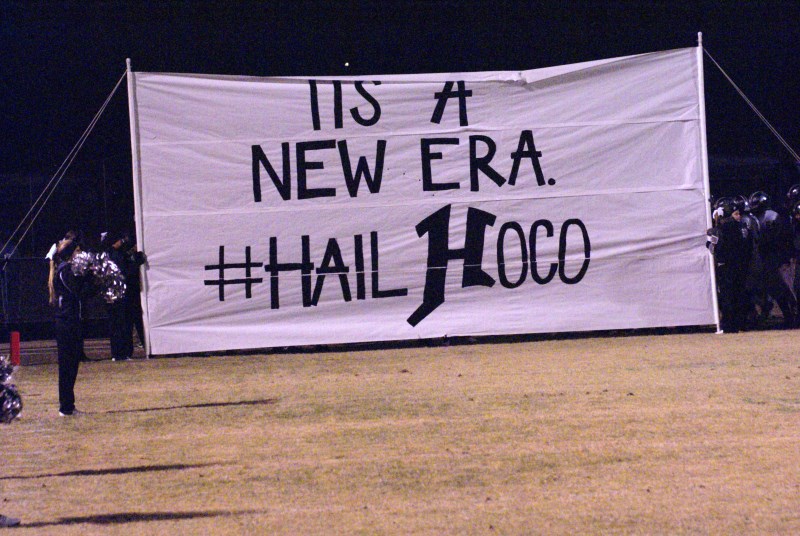 ITS A
NEW ERA.
#HAIL HOCO